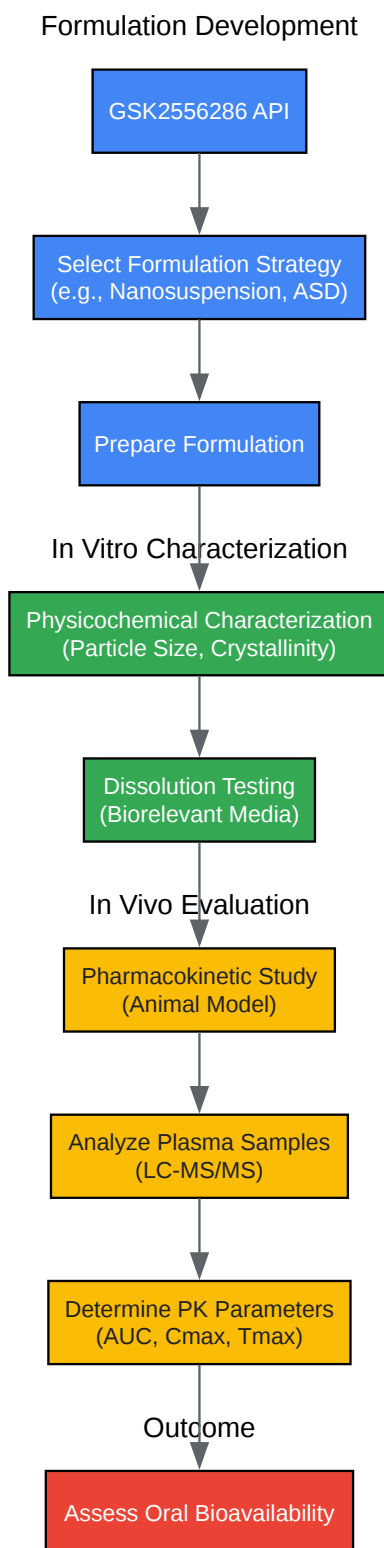 Formulation Development
GSK2556286 API
Select Formulation Strategy
(e.g., Nanosuspension, ASD)
Prepare Formulation
In Vitro Characterization
Physicochemical Characterization
(Particle Size, Crystallinity)
Dissolution Testing
(Biorelevant Media)
In Vivo Evaluation
Pharmacokinetic Study
(Animal Model)
Analyze Plasma Samples
(LC-MS/MS)
Determine PK Parameters
(AUC, Cmax, Tmax)
Outcome
Assess Oral Bioavailability